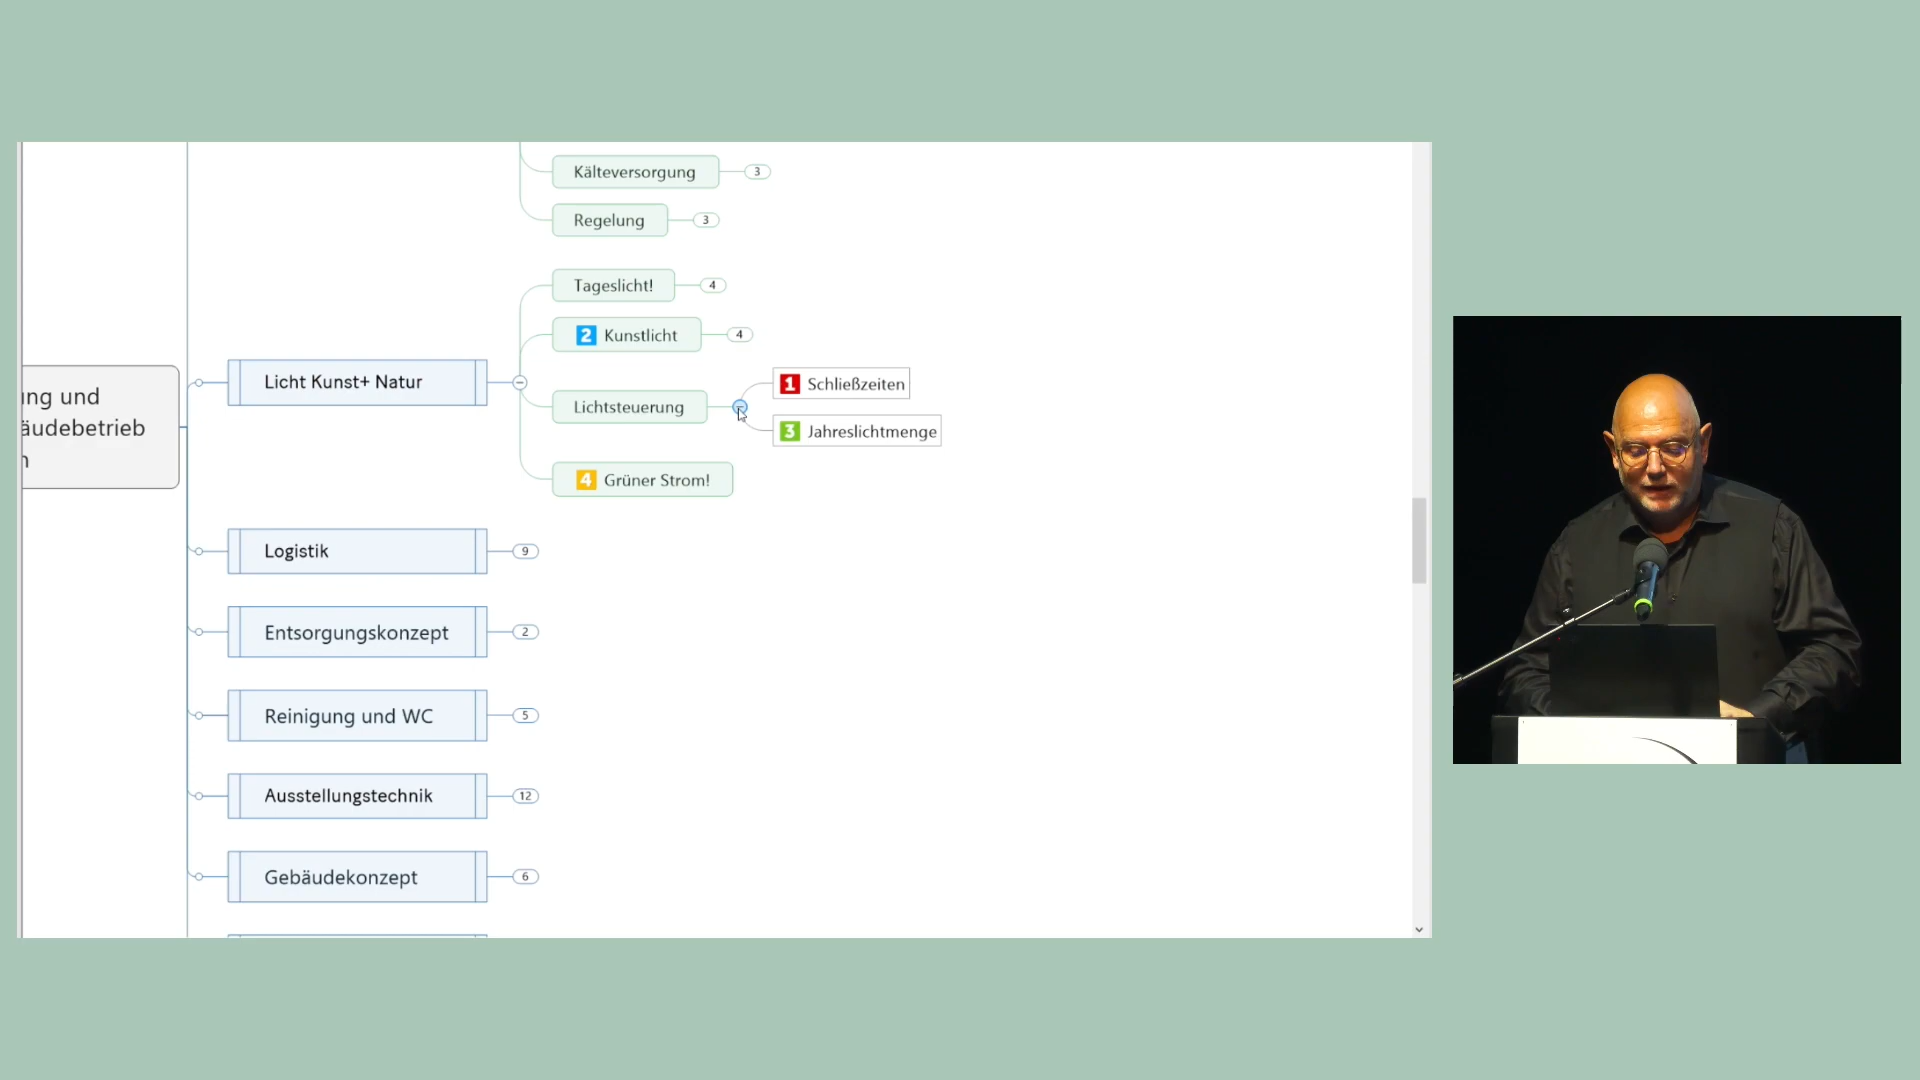 Kälteversorgung
3
Regelung
3
Tageslicht!
4
2 Kunstlicht
4
Licht Kunst+ Natur
Lichtsteuerung
1 Schließzeiten
3 Jahreslichtmenge
4 Grüner Strom!
ung und
äudebetrieb
Logistik
9
Entsorgungskonzept
2
Reinigung und WC
5
Ausstellungstechnik
12
Gebäudekonzept
6